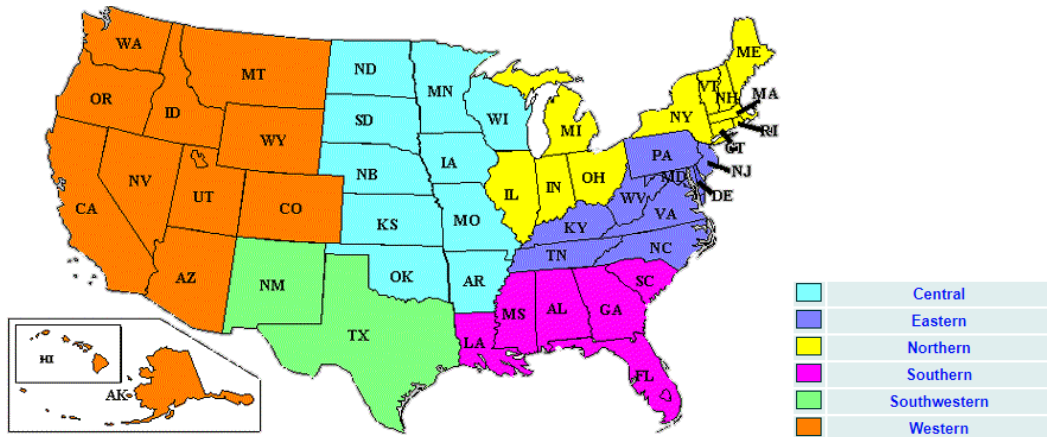 WA
MT
ND
MN
ME
VT
NH
MA
OR
ID
SD
WI
NY
RI
WY
MI
CT
NB
IA
PA
NJ
NV
UT
CO
IL
IN
OH
MD
DE
CA
KS
MO
WV
VA
KY
NC
TN
AZ
NM
OK
AR
SC
MS
AL
GA
TX
LA
FL
HI
AK
Central
Eastern
Northern
Southern
Southwestern
Western